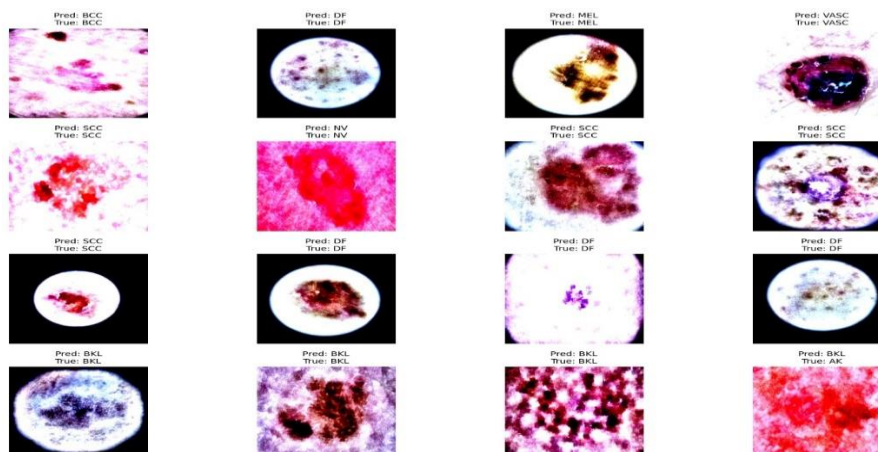 Pred: BCC
True: BCC
Pred: DF
True: DF
Pred: MEL
True: MEL
Pred: VASC
True: VASC
Pred: SCC
True: SCC
Pred: NV
True: NV
Pred: SCC
True: SCC
Pred: SCC
True: SCC
Pred: SCC
True: SCC
Pred: DF
True: DF
Pred: DF
True: DF
Pred: DF
True: DF
Pred: BKL
True: BKL
Pred: BKL
True: BKL
Pred: BKL
True: BKL
Pred: BKL
True: AK